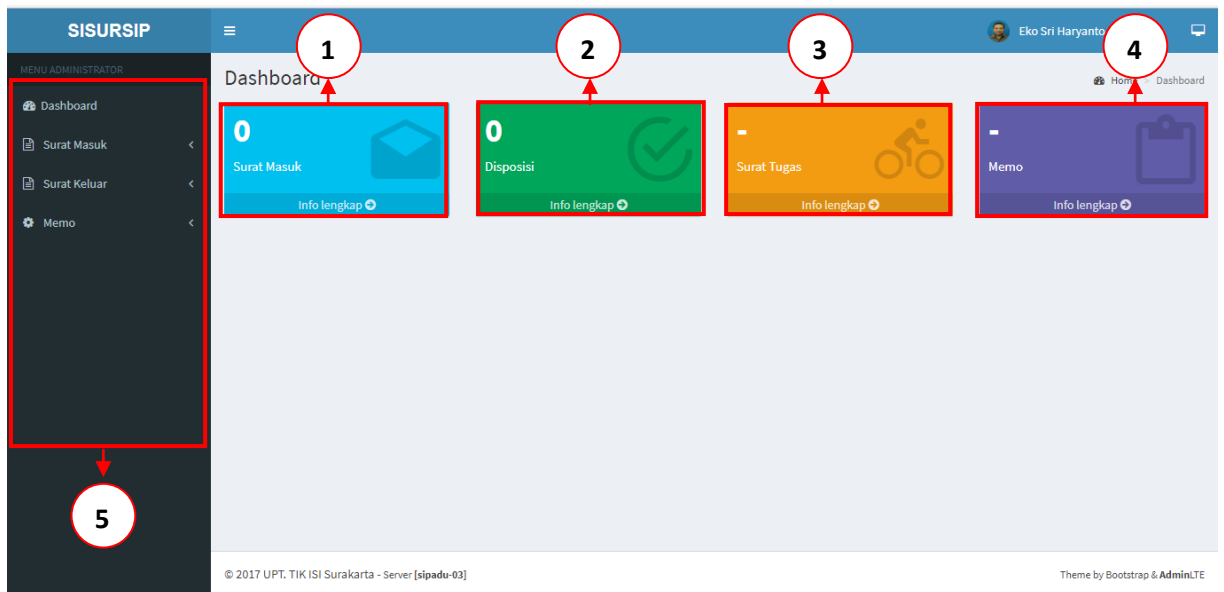 SISURSIP
Eko Sri Haryanto
1
2
3
4
MENU ADMINISTRATOR
Dashboard
Surat Masuk
Surat Keluar
Memo
5
Dashboard
Home > Dashboard
0
Surat Masuk
Info lengkap
0
Disposisi
Info lengkap
-
Surat Tugas
Info lengkap
-
Memo
Info lengkap
© 2017 UPT. TIK ISI Surakarta - Server [sipadu-03]
Theme by Bootstrap & AdminLTE